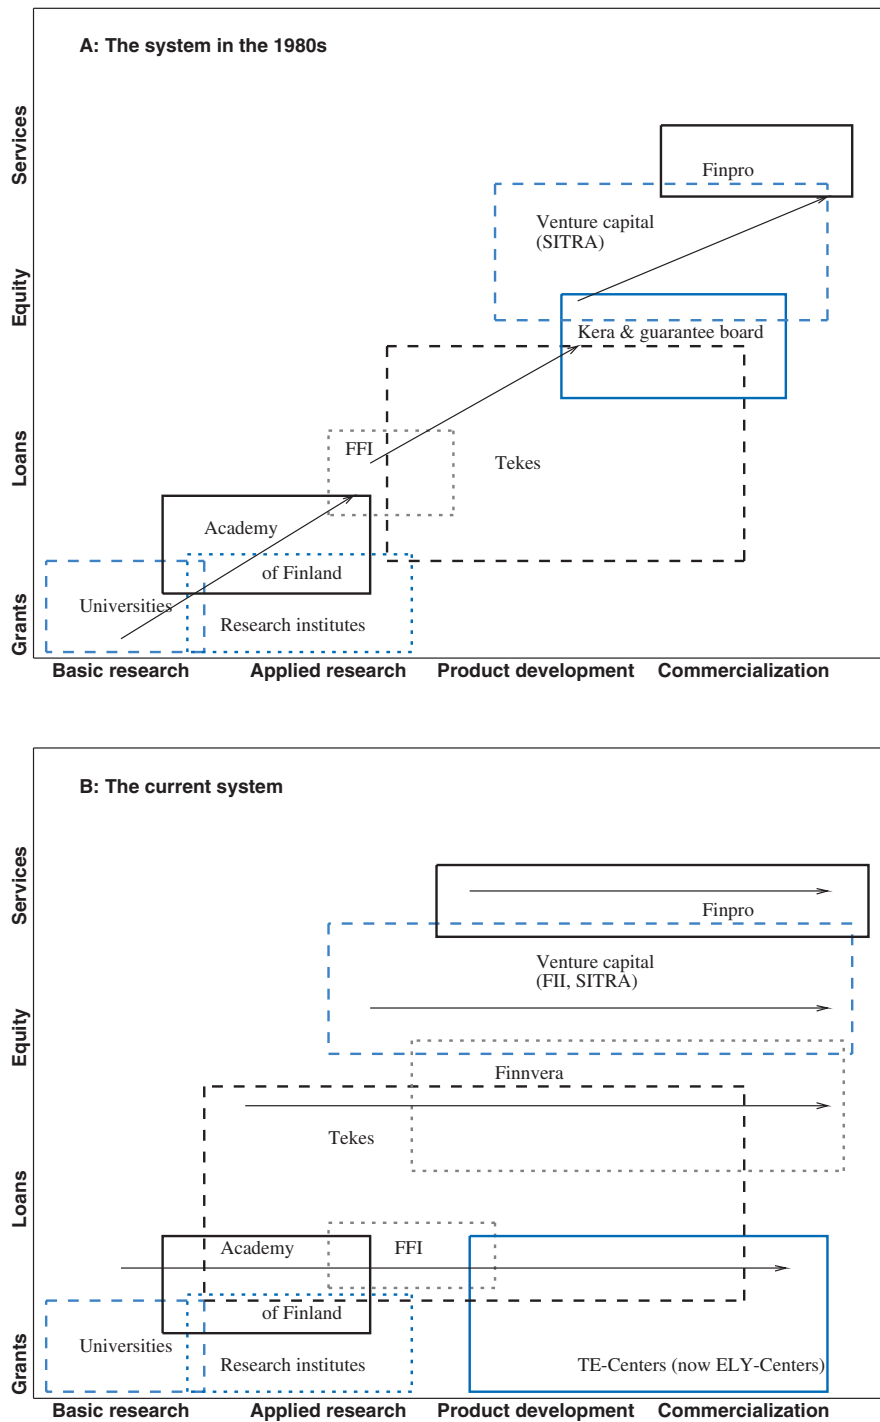 A: The system in the 1980s
Services
Finpro
Venture capital
(SITRA)
Equity
Kera & guarantee board
Loans
FFI
Tekes
Academy
of Finland
Universities
Research institutes
Grants
Basic research
Applied research
Product development
Commercialization
B: The current system
Services
Finpro
Venture capital
(FII, SITRA)
Equity
Finnvera
Tekes
Loans
Academy
FFI
of Finland
Universities
Research institutes
TE-Centers (now ELY-Centers)
Grants
Basic research
Applied research
Product development
Commercialization